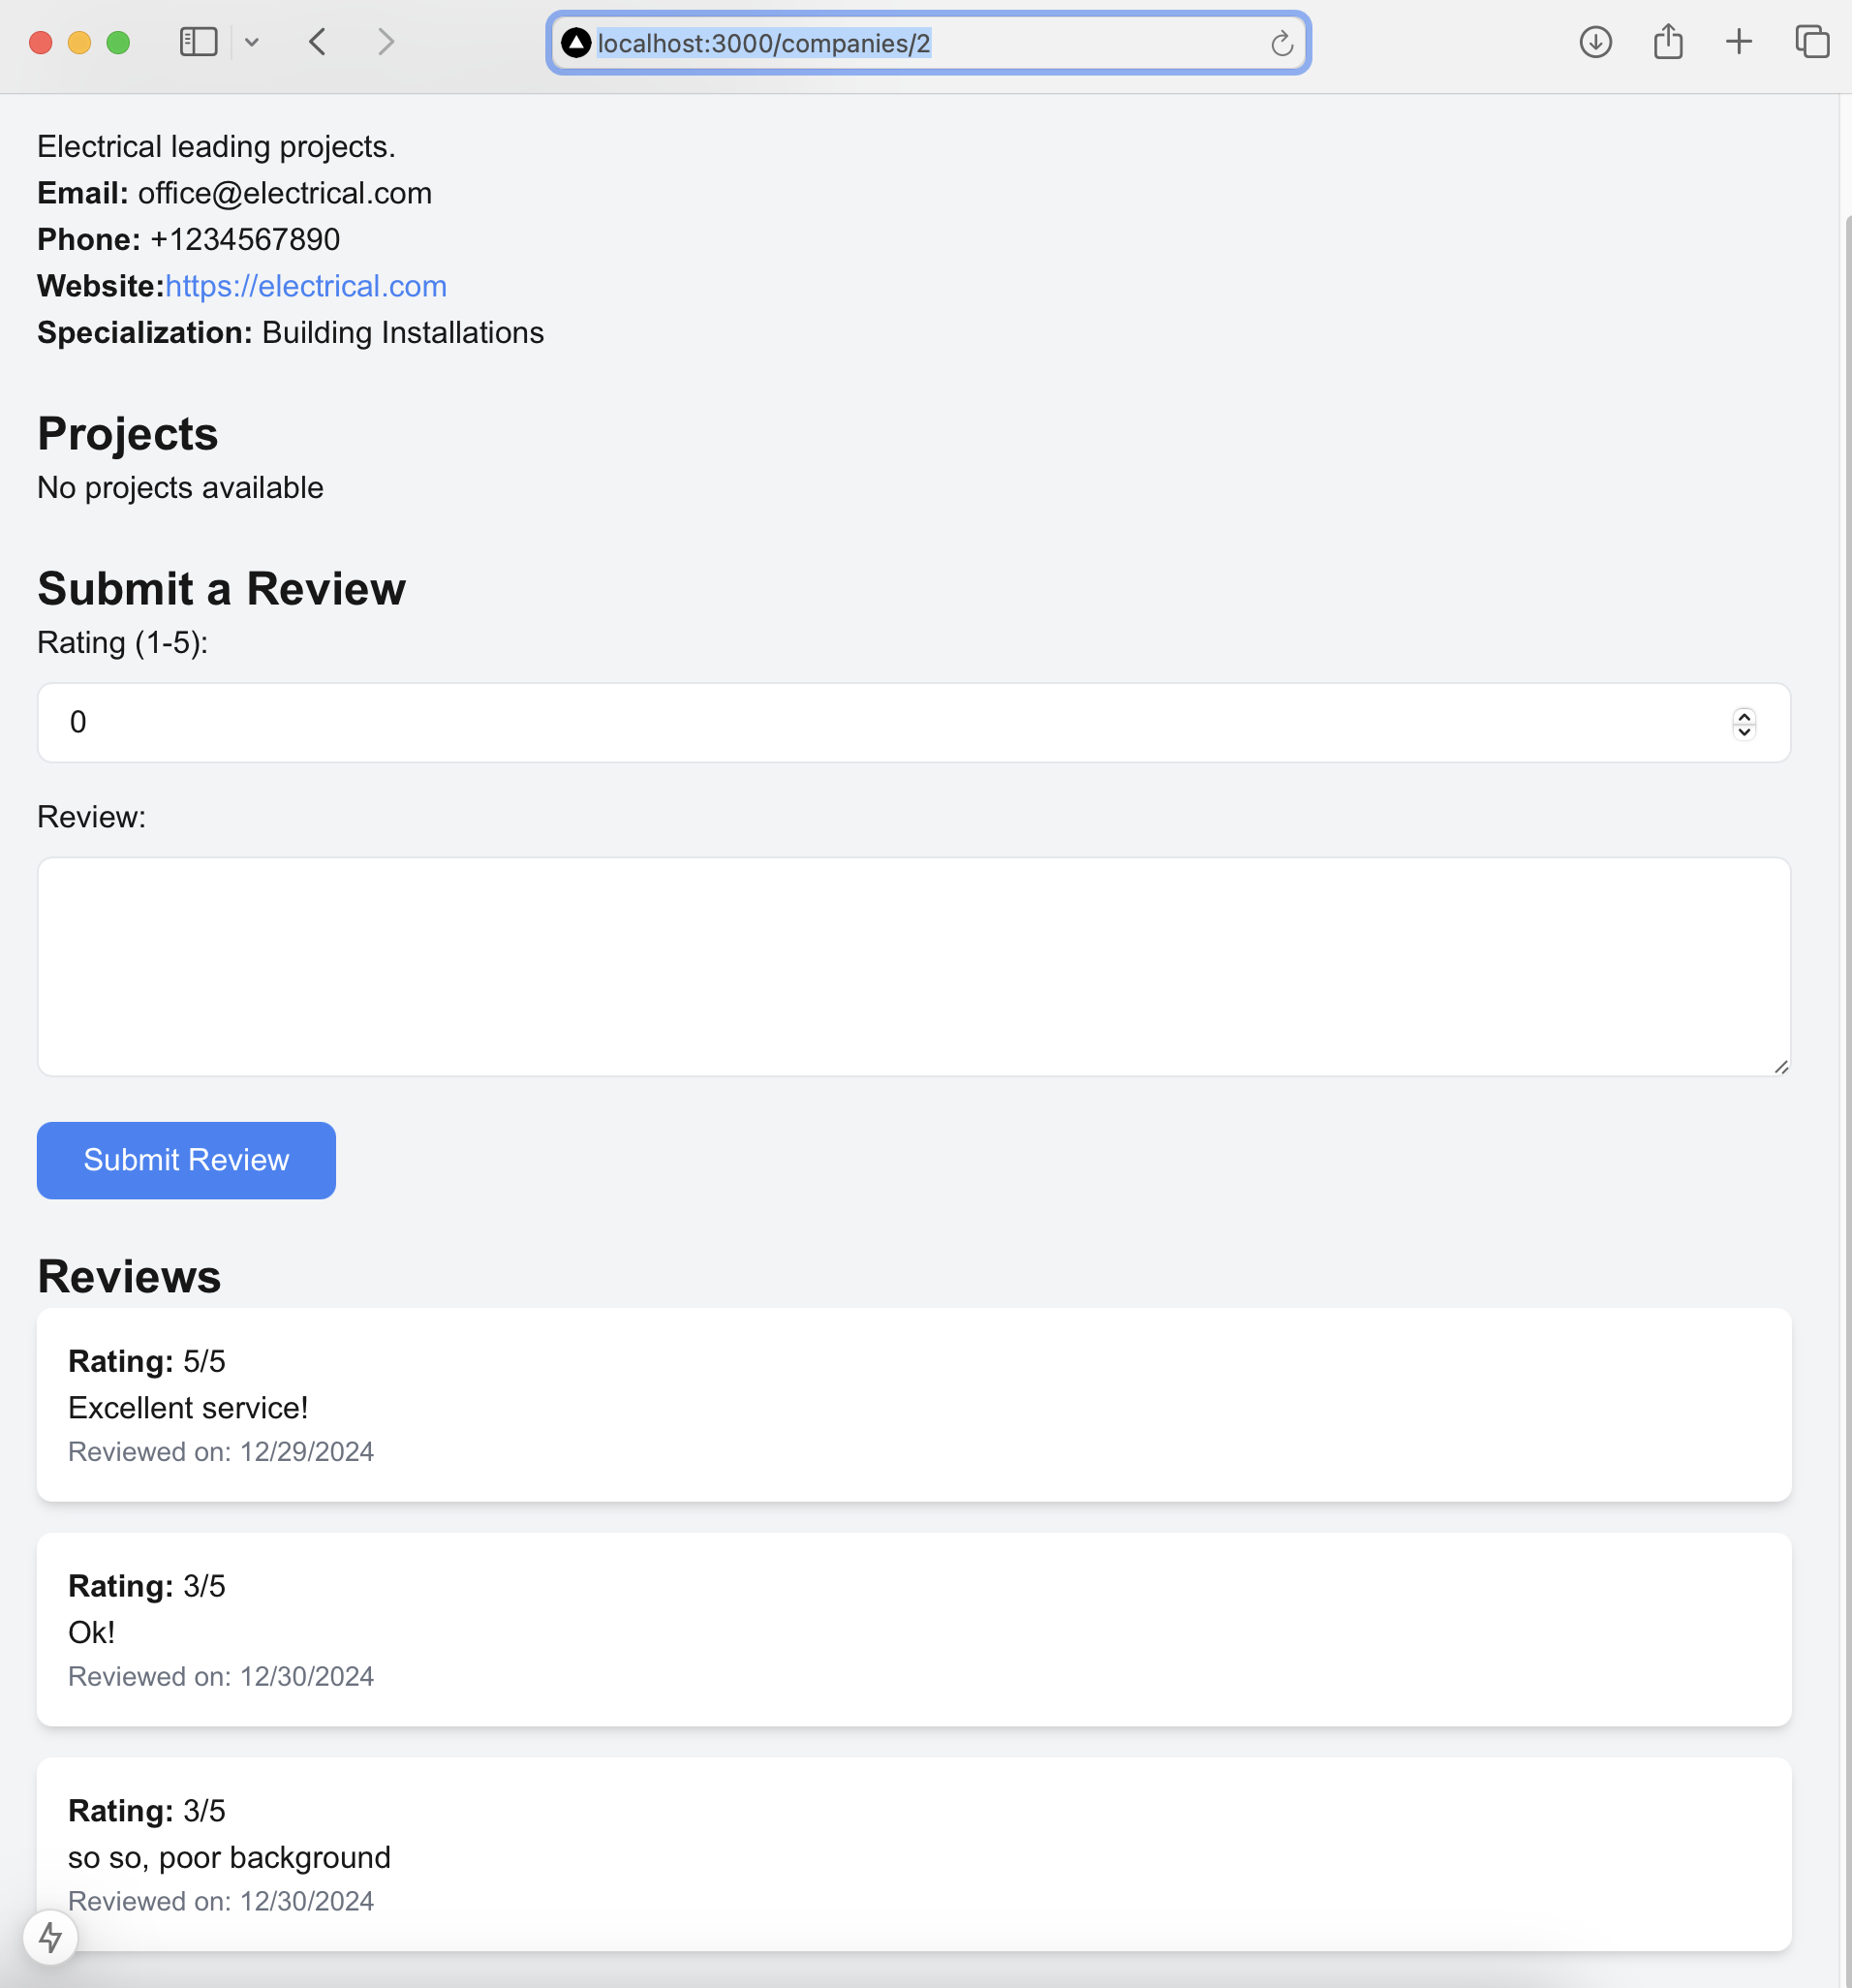 localhost:3000/companies/2
Electrical leading projects.
Email: office@electrical.com
Phone: +1234567890
Website:https://electrical.com
Specialization: Building Installations
Projects
No projects available
Submit a Review
Rating (1-5):
0
Review:
Submit Review
Reviews
Rating: 5/5
Excellent service!
Reviewed on: 12/29/2024
Rating: 3/5
Ok!
Reviewed on: 12/30/2024
Rating: 3/5
so so, poor background
Reviewed on: 12/30/2024